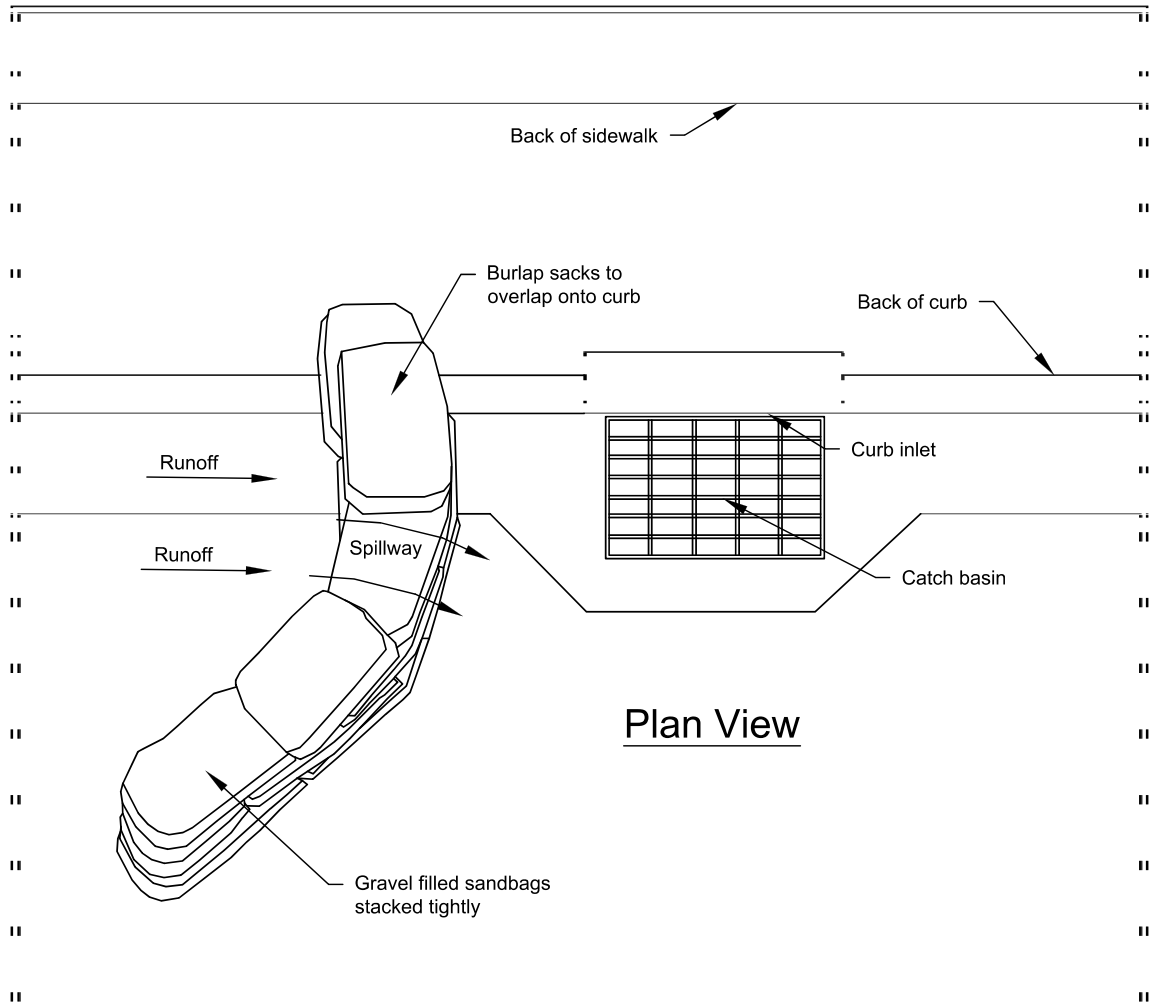 Back of sidewalk
Burlap sacks to
overlap onto curb
Back of curb
Curb inlet
Runoff
Spillway
Runoff
Catch basin
Plan View
Gravel filled sandbags
stacked tightly